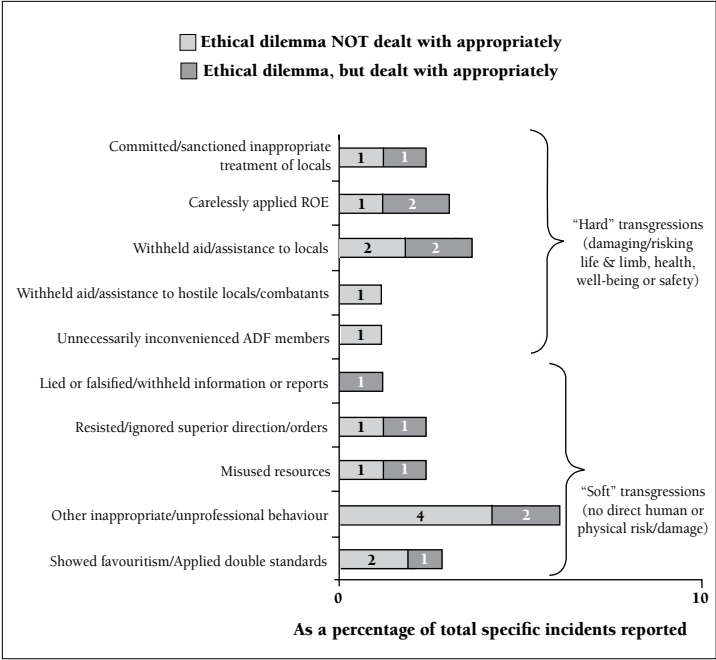 Ethical dilemma NOT dealt with appropriately
Ethical dilemma, but dealt with appropriately
Committed/sanctioned inappropriate
treatment of locals
1 1
Carelessly applied ROE
1 2
Withheld aid/assistance to locals
2 2
Withheld aid/assistance to hostile locals/combatants
1
Unnecessarily inconvenienced ADF members
1
"Hard" transgressions
(damaging/risking
life & limb, health,
well-being or safety)
Lied or falsified/withheld information or reports
1
Resisted/ignored superior direction/orders
1 1
Misused resources
1 1
Other inappropriate/unprofessional behaviour
4 2
Showed favouritism/Applied double standards
2 1
"Soft" transgressions
(no direct human or
physical risk/damage)
0 10
As a percentage of total specific incidents reported